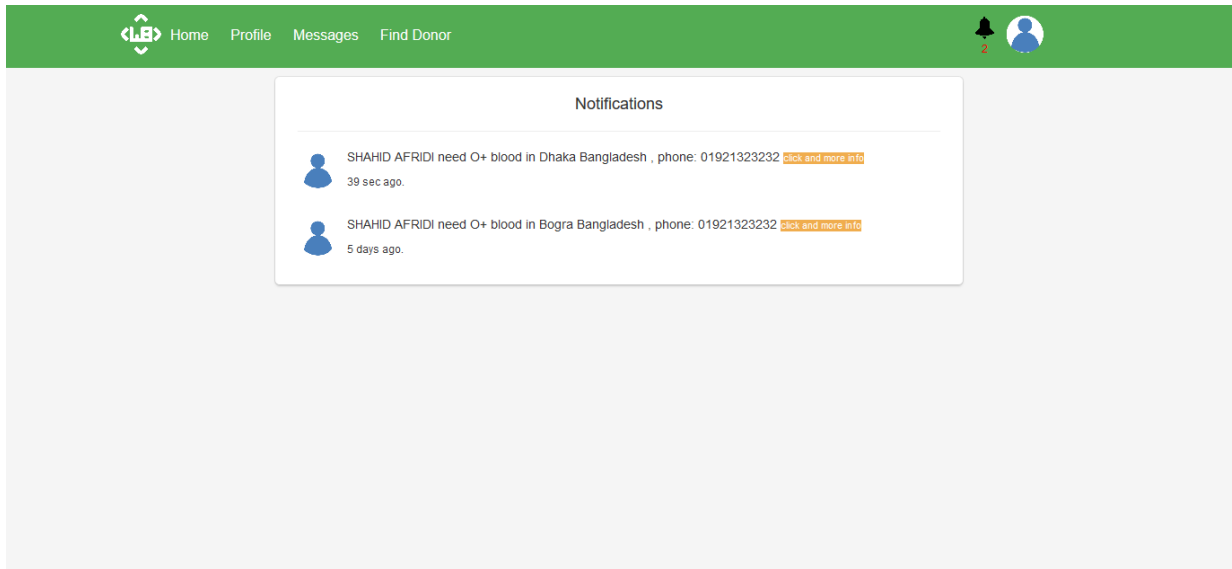 Home Profile Messages Find Donor
2
Notifications
SHAHID AFRIDI need O+ blood in Dhaka Bangladesh , phone: 01921323232 click and more info
39 sec ago.
SHAHID AFRIDI need O+ blood in Bogra Bangladesh , phone: 01921323232 click and more info
5 days ago.